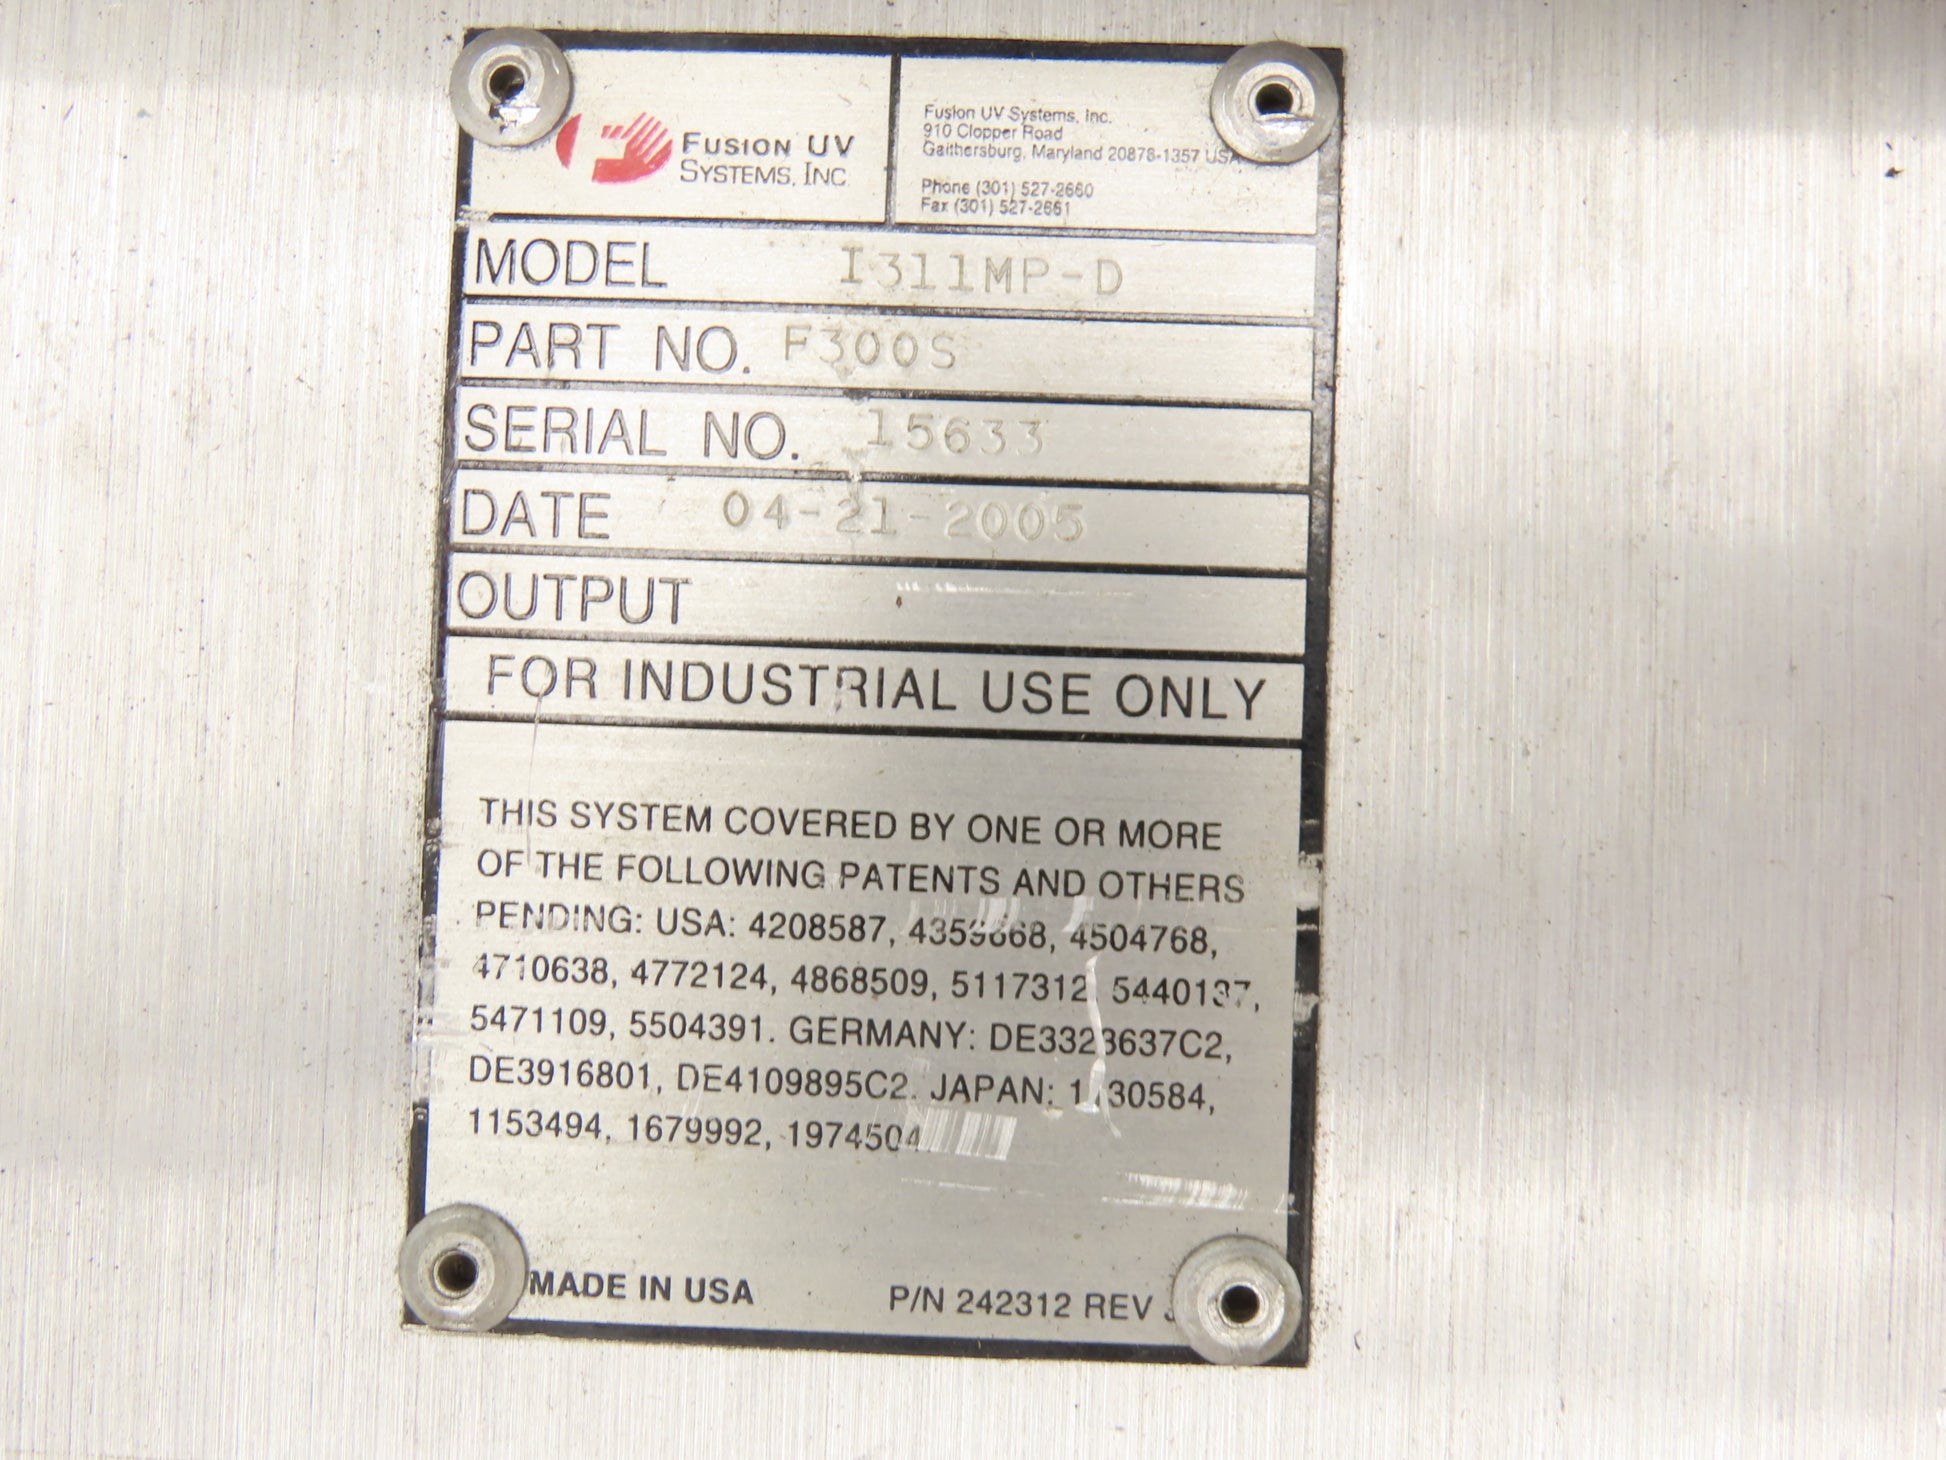 FUSION UV
SYSTEMS, INC.
Fusion UV Systems, Inc.
910 Clopper Road
Gaithersburg, Maryland 20878-1357 USA
Phone (301) 527-2660
Fax (301) 527-2661
MODEL I311MP-D
PART NO. F300S
SERIAL NO. 15633
DATE 04-21-2005
OUTPUT
FOR INDUSTRIAL USE ONLY
THIS SYSTEM COVERED BY ONE OR MORE
OF THE FOLLOWING PATENTS AND OTHERS
PENDING: USA: 4208587, 4504768,
4710638, 4772124, 4868509, 5117312, 5440137,
5471109, 5504391. GERMANY: DE3323637C2,
DE3916801, DE4109895C2. JAPAN:
1153494, 1679992, 1974504
MADE IN USA P/N 242312 REV